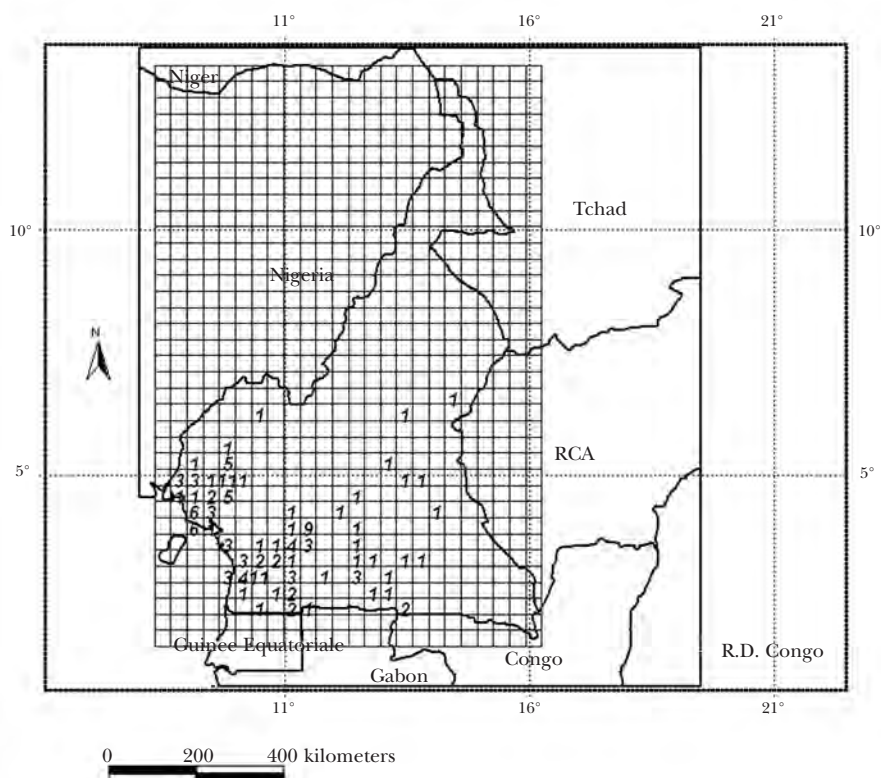 11° 16° 21°
Niger
Tchad
10° 10°
Nigeria
N
1
1 1
1
RCA
1 5 1
5° 5°
3 3 1 1 1 1 1 1
1 2 5 1
6 3 1 1 1
6 1 9 1
3 1 1 4 3 1
3 2 2 1 1 1 1 1
3 4 1 1 3 1 3 1
1 1 2 1 1
1 2 1 2
Guinee Equatoriale
Congo
R.D. Congo
Gabon
11° 16° 21°
0 200 400 kilometers